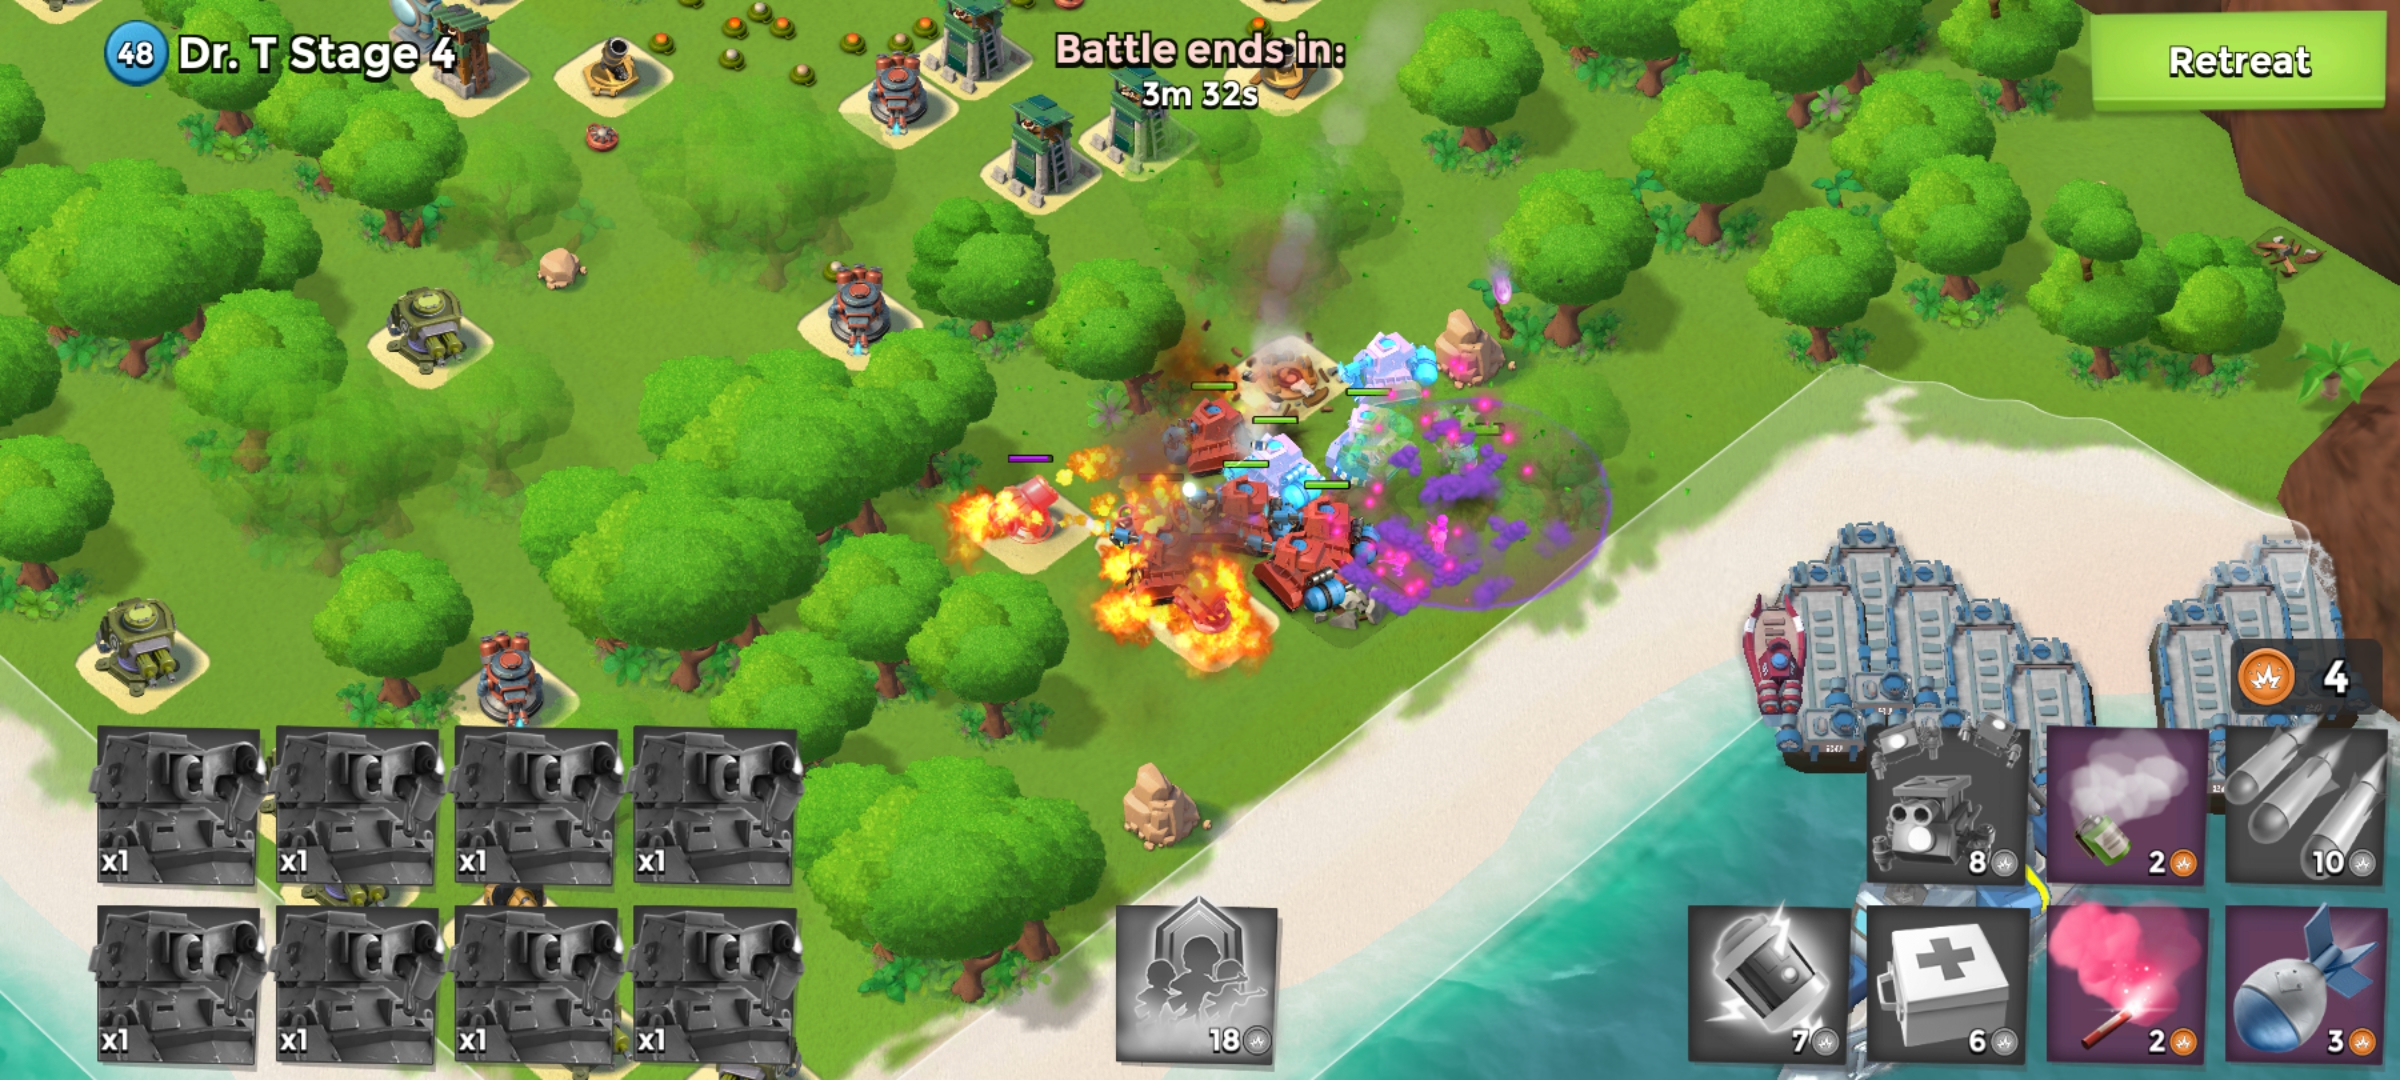 48 Dr. T Stage 4
Battle ends in:
3m 32s
Retreat
4
x1 x1 x1 x1
8 2 10
x1 x1 x1 x1
18 7 6 2 3